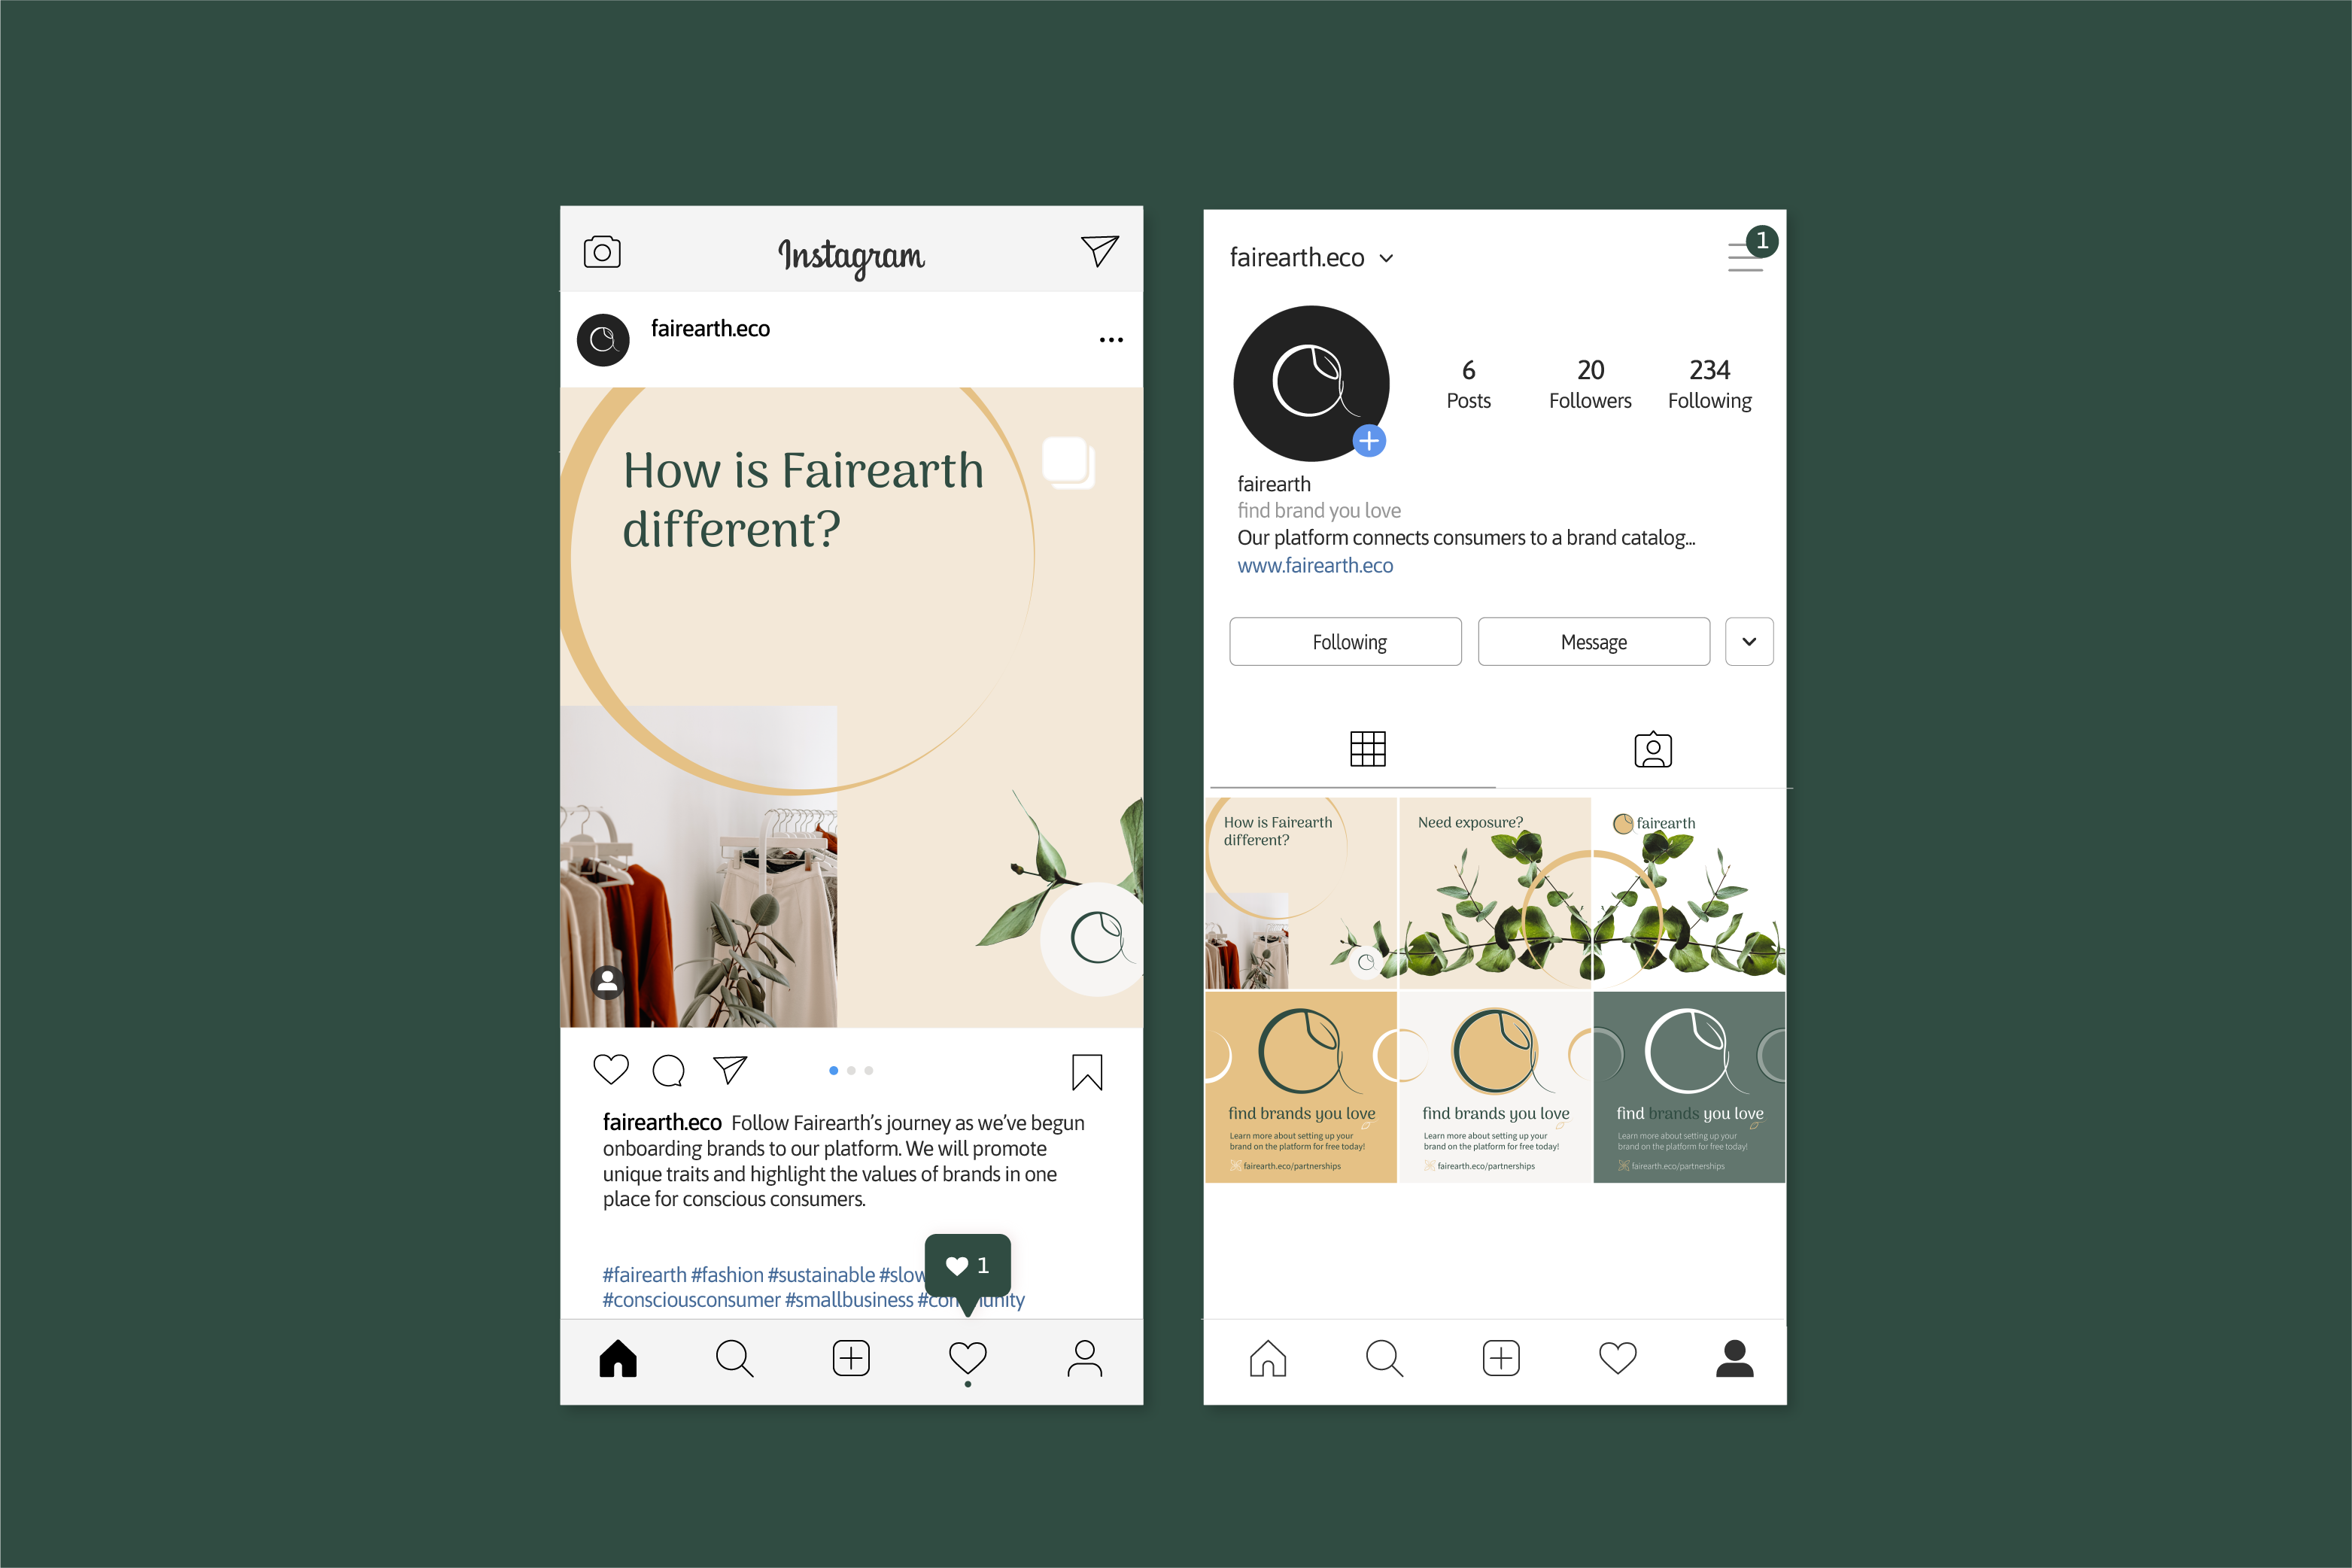 Instagram
fairearth.eco
How is Fairearth
different?
fairearth.eco Follow Fairearth’s journey as we’ve begun
onboarding brands to our platform. We will promote
unique traits and highlight the values of brands in one
place for conscious consumers.
1
#fairearth #fashion #sustainable
#consciousconsumer #smallbusiness
fairearth.eco
1
6 20 234
Posts Followers Following
fairearth
find brand you love
Our platform connects consumers to a brand catalog...
www.fairearth.eco
Following Message
How is Fairearth
different?
Need exposure?
fairearth
find brands you love
Learn more about setting up your
brand on the platform for free today!
fairearth.eco/partnerships
find brands you love
Learn more about setting up your
brand on the platform for free today!
fairearth.eco/partnerships
find brands you love
Learn more about setting up your
brand on the platform for free today!
fairearth.eco/partnerships